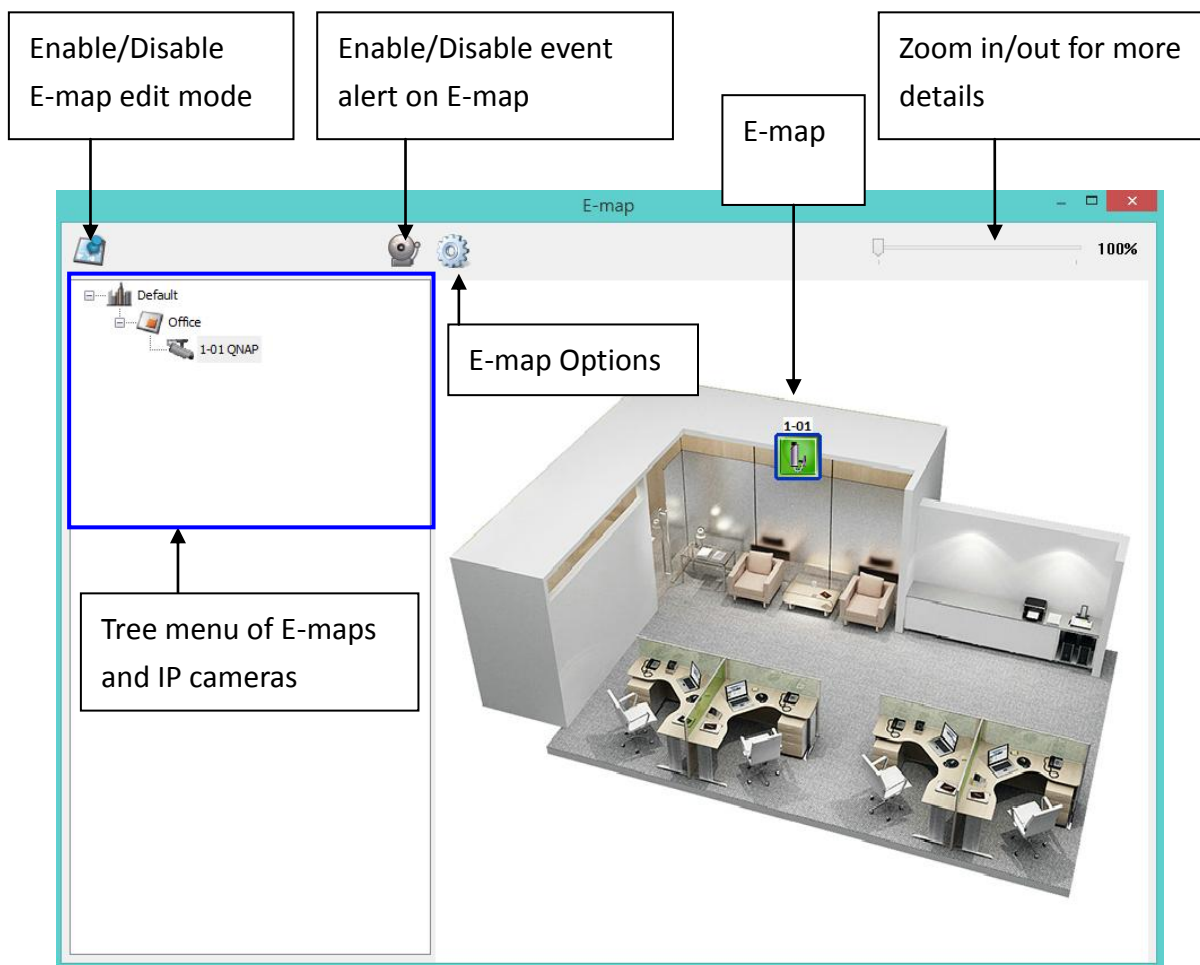 Enable/Disable
E-map edit mode
Enable/Disable event
alert on E-map
E-map
Zoom in/out for more
details
E-map
100%
Default
Office
1-01 QNAP
E-map Options
1-01
Tree menu of E-maps
and IP cameras